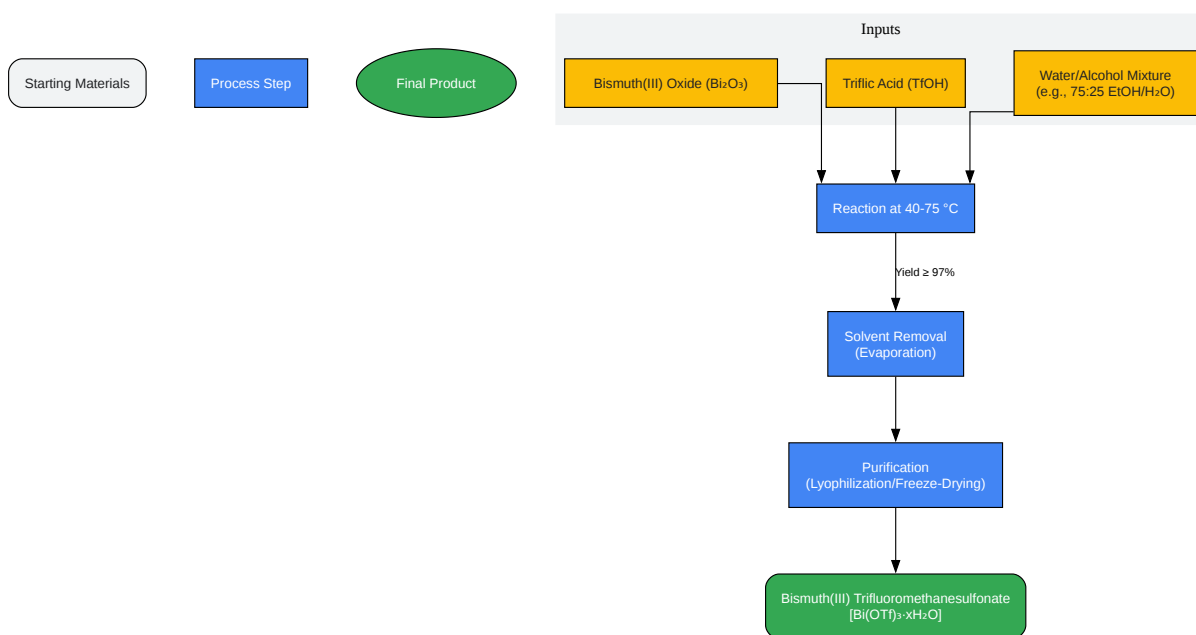 Inputs
Starting Materials
Process Step
Final Product
Bismuth(III) Oxide (Bi₂O₃)
Triflic Acid (TfOH)
Water/Alcohol Mixture
(e.g., 75:25 EtOH/H₂O)
Reaction at 40-75 °C
Yield ≥ 97%
Solvent Removal
(Evaporation)
Purification
(Lyophilization/Freeze-Drying)
Bismuth(III) Trifluoromethanesulfonate
[Bi(OTf)₃·xH₂O]